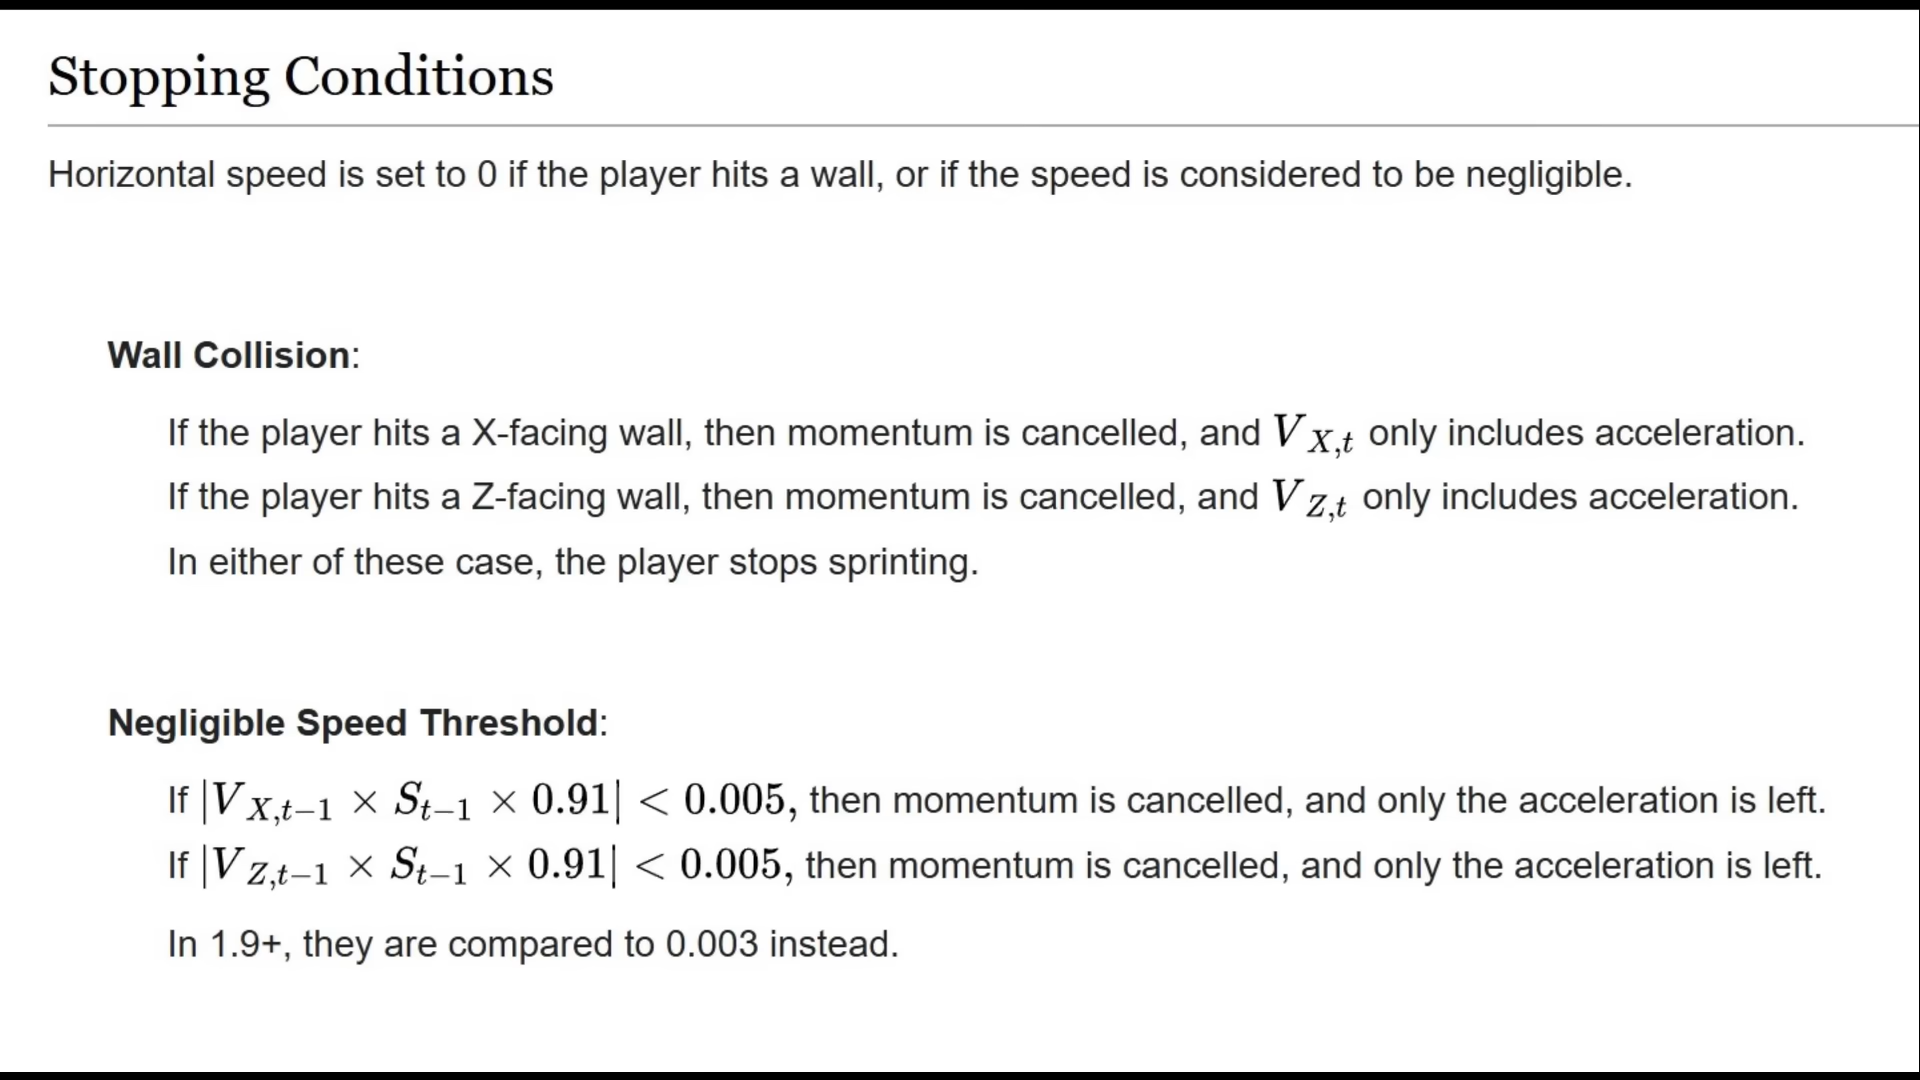 Stopping Conditions
Horizontal speed is set to 0 if the player hits a wall, or if the speed is considered to be negligible.
Wall Collision:
If the player hits a X-facing wall, then momentum is cancelled, and V_{X,t} only includes acceleration.
If the player hits a Z-facing wall, then momentum is cancelled, and V_{Z,t} only includes acceleration.
In either of these case, the player stops sprinting.
Negligible Speed Threshold:
If |V_{X,t−1} × S_{t−1} × 0.91| < 0.005, then momentum is cancelled, and only the acceleration is left.
If |V_{Z,t−1} × S_{t−1} × 0.91| < 0.005, then momentum is cancelled, and only the acceleration is left.
In 1.9+, they are compared to 0.003 instead.